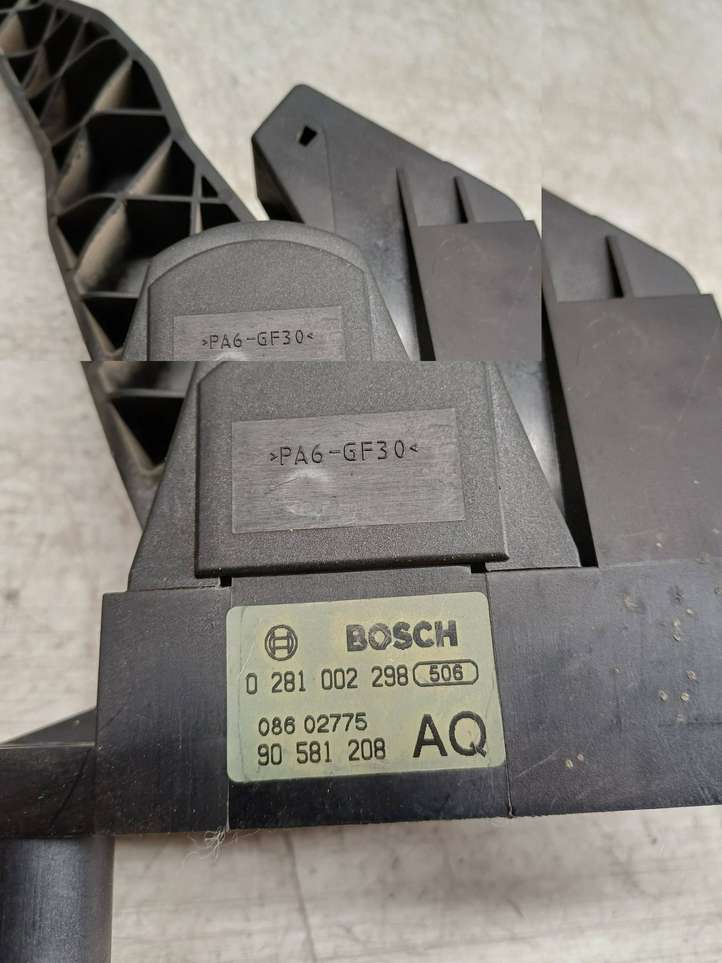 >PA6-GF30<
>PA6-GF30<
BOSCH
0 281 002 298 506
086 02775
90 581 208 AQ